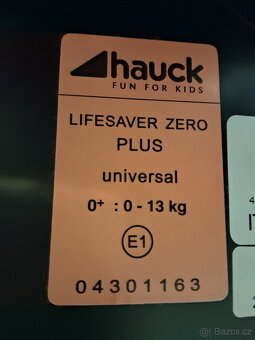 hauck
FUN FOR KIDS
LIFESAVER ZERO
PLUS
universal
0+ : 0 - 13 kg
E1
04301163
© Bazos.cz